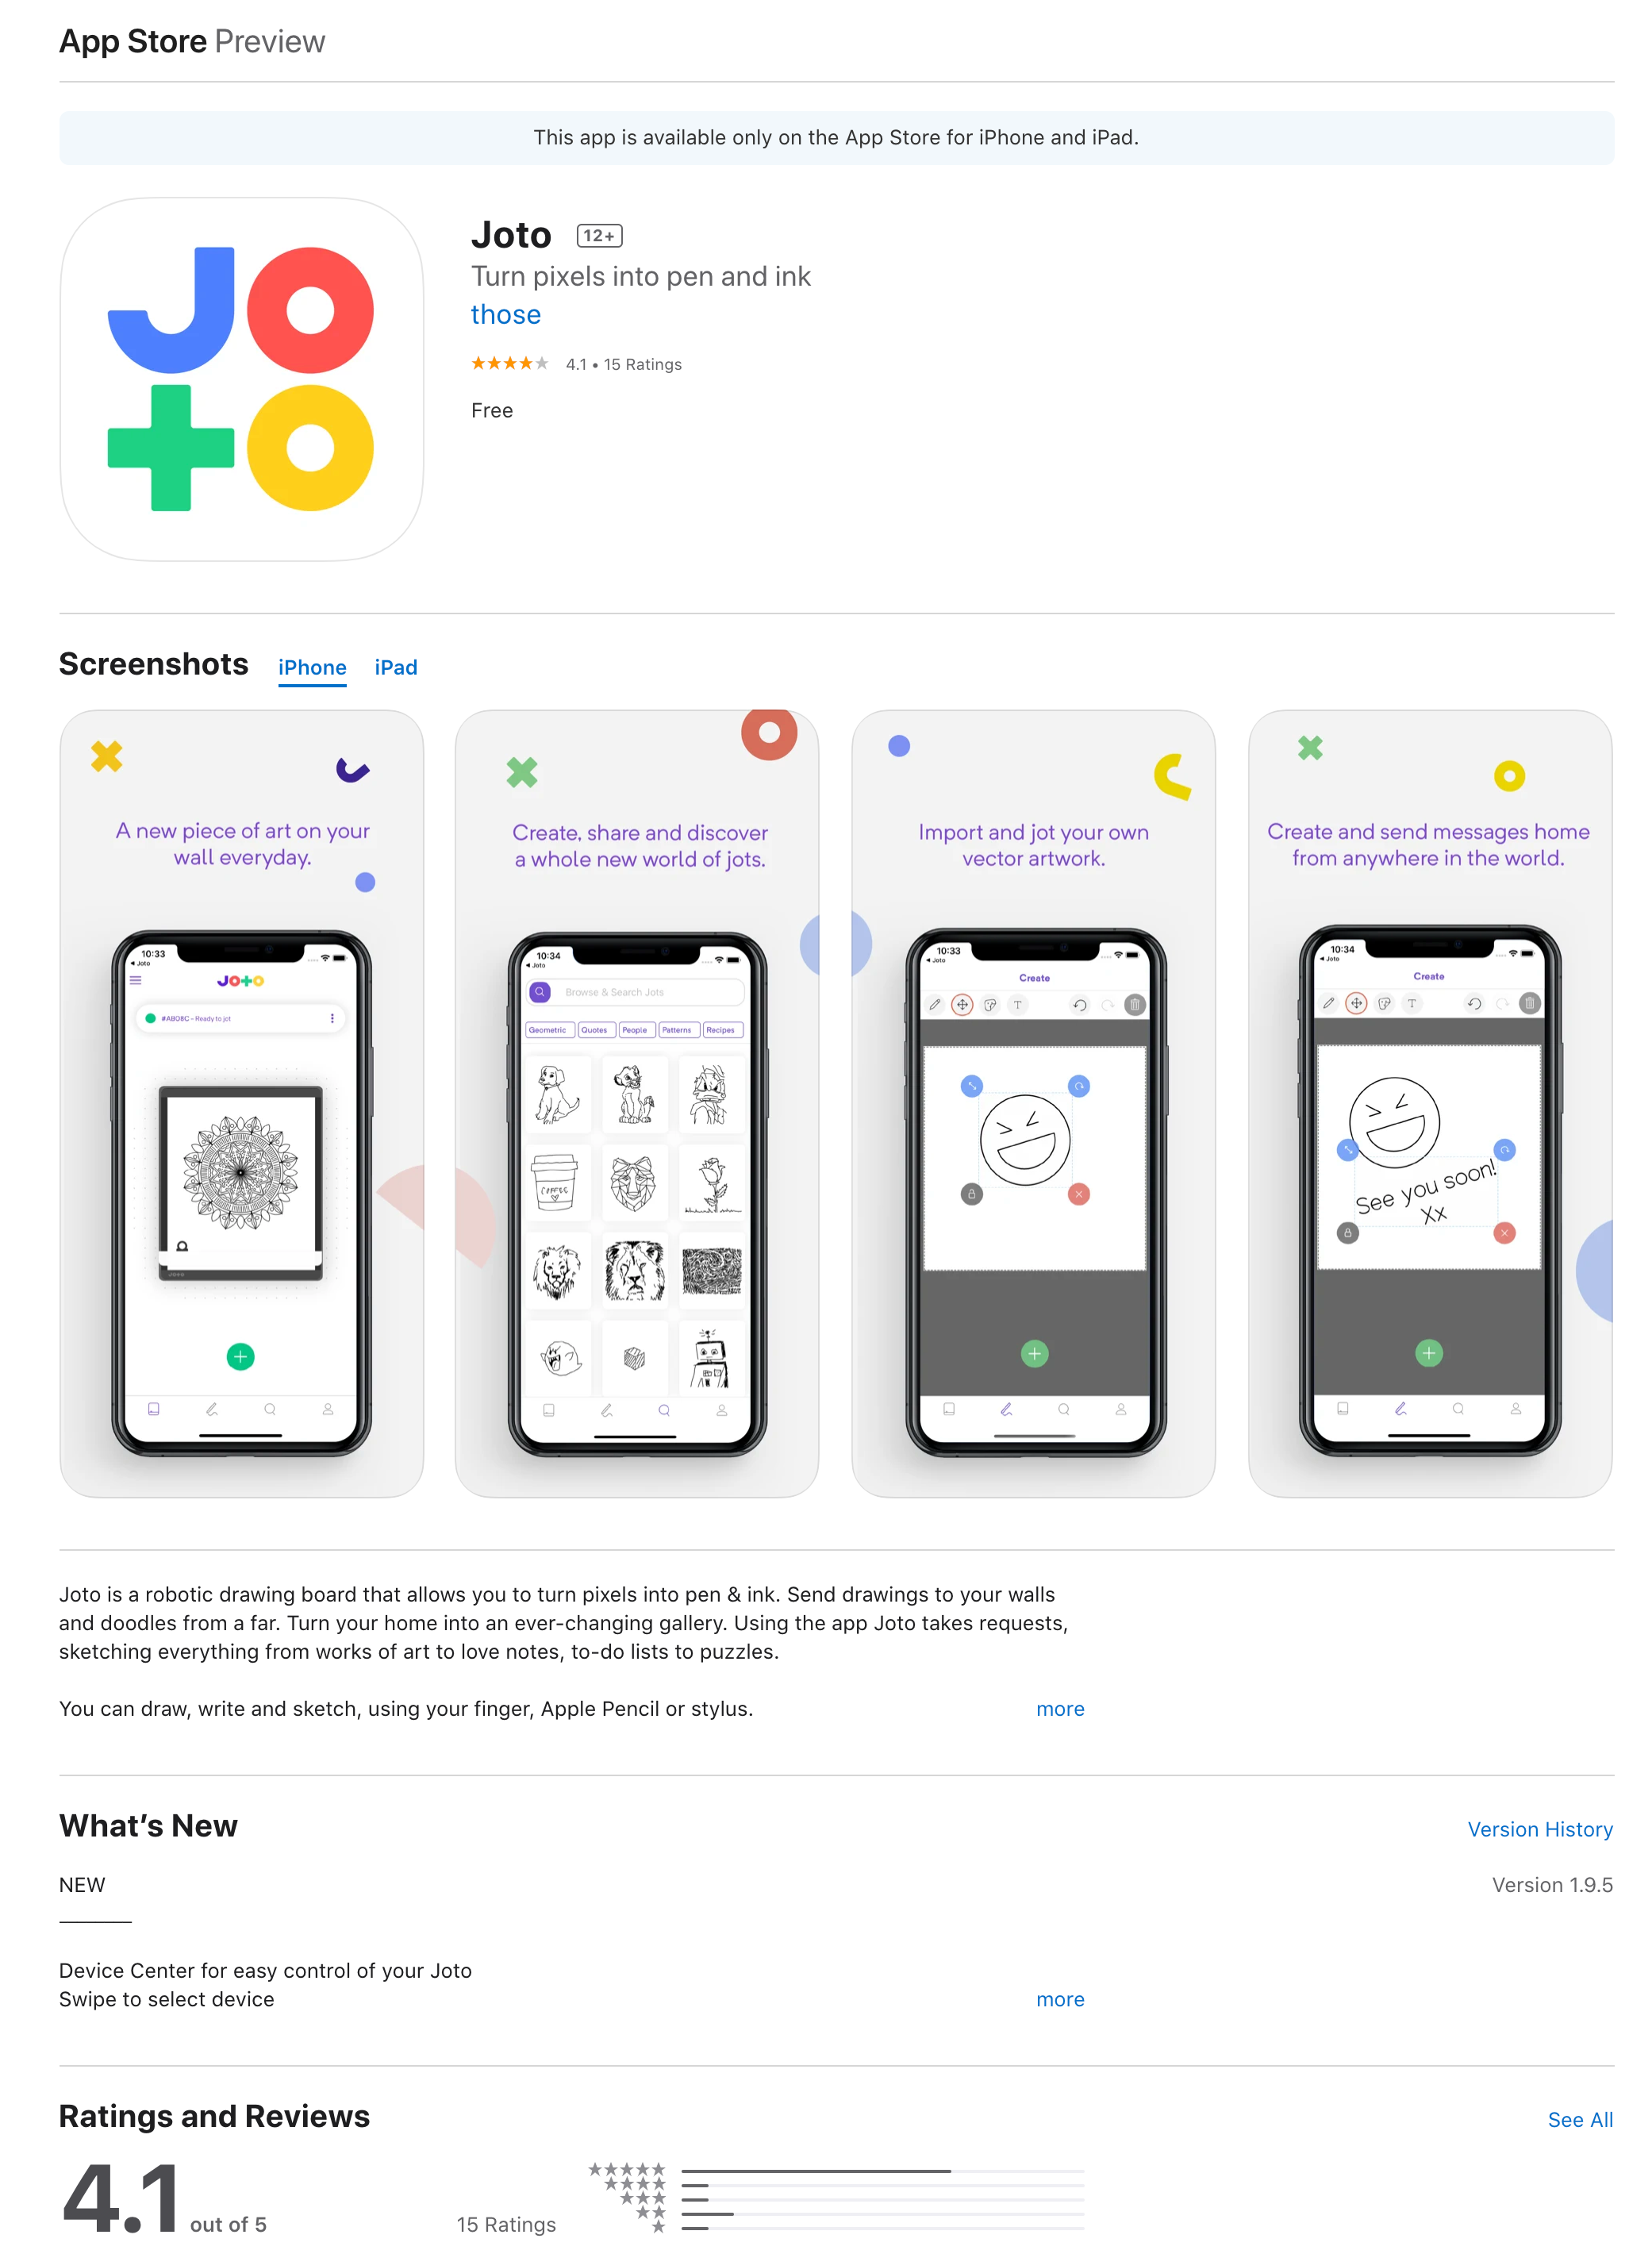 App Store Preview
This app is available only on the App Store for iPhone and iPad.
JO+O
Joto 12+
Turn pixels into pen and ink
those
4.1 • 15 Ratings
Free
Screenshots iPhone iPad
A new piece of art on your
wall everyday.
10:33
Joto
JO+O
#ABO8C - Ready to jot
JOTO
Create, share and discover
a whole new world of jots.
10:34
Joto
Browse & Search Jots
Geometric Quotes People Patterns Recipes
COFFEE
Import and jot your own
vector artwork.
10:33
Joto
Create
T
Create and send messages home
from anywhere in the world.
10:34
Joto
Create
T
See you soon!
Xx
Joto is a robotic drawing board that allows you to turn pixels into pen & ink. Send drawings to your walls
and doodles from a far. Turn your home into an ever-changing gallery. Using the app Joto takes requests,
sketching everything from works of art to love notes, to-do lists to puzzles.
You can draw, write and sketch, using your finger, Apple Pencil or stylus. more
What’s New Version History
NEW Version 1.9.5
Device Center for easy control of your Joto
Swipe to select device more
Ratings and Reviews See All
4.1 out of 5 15 Ratings